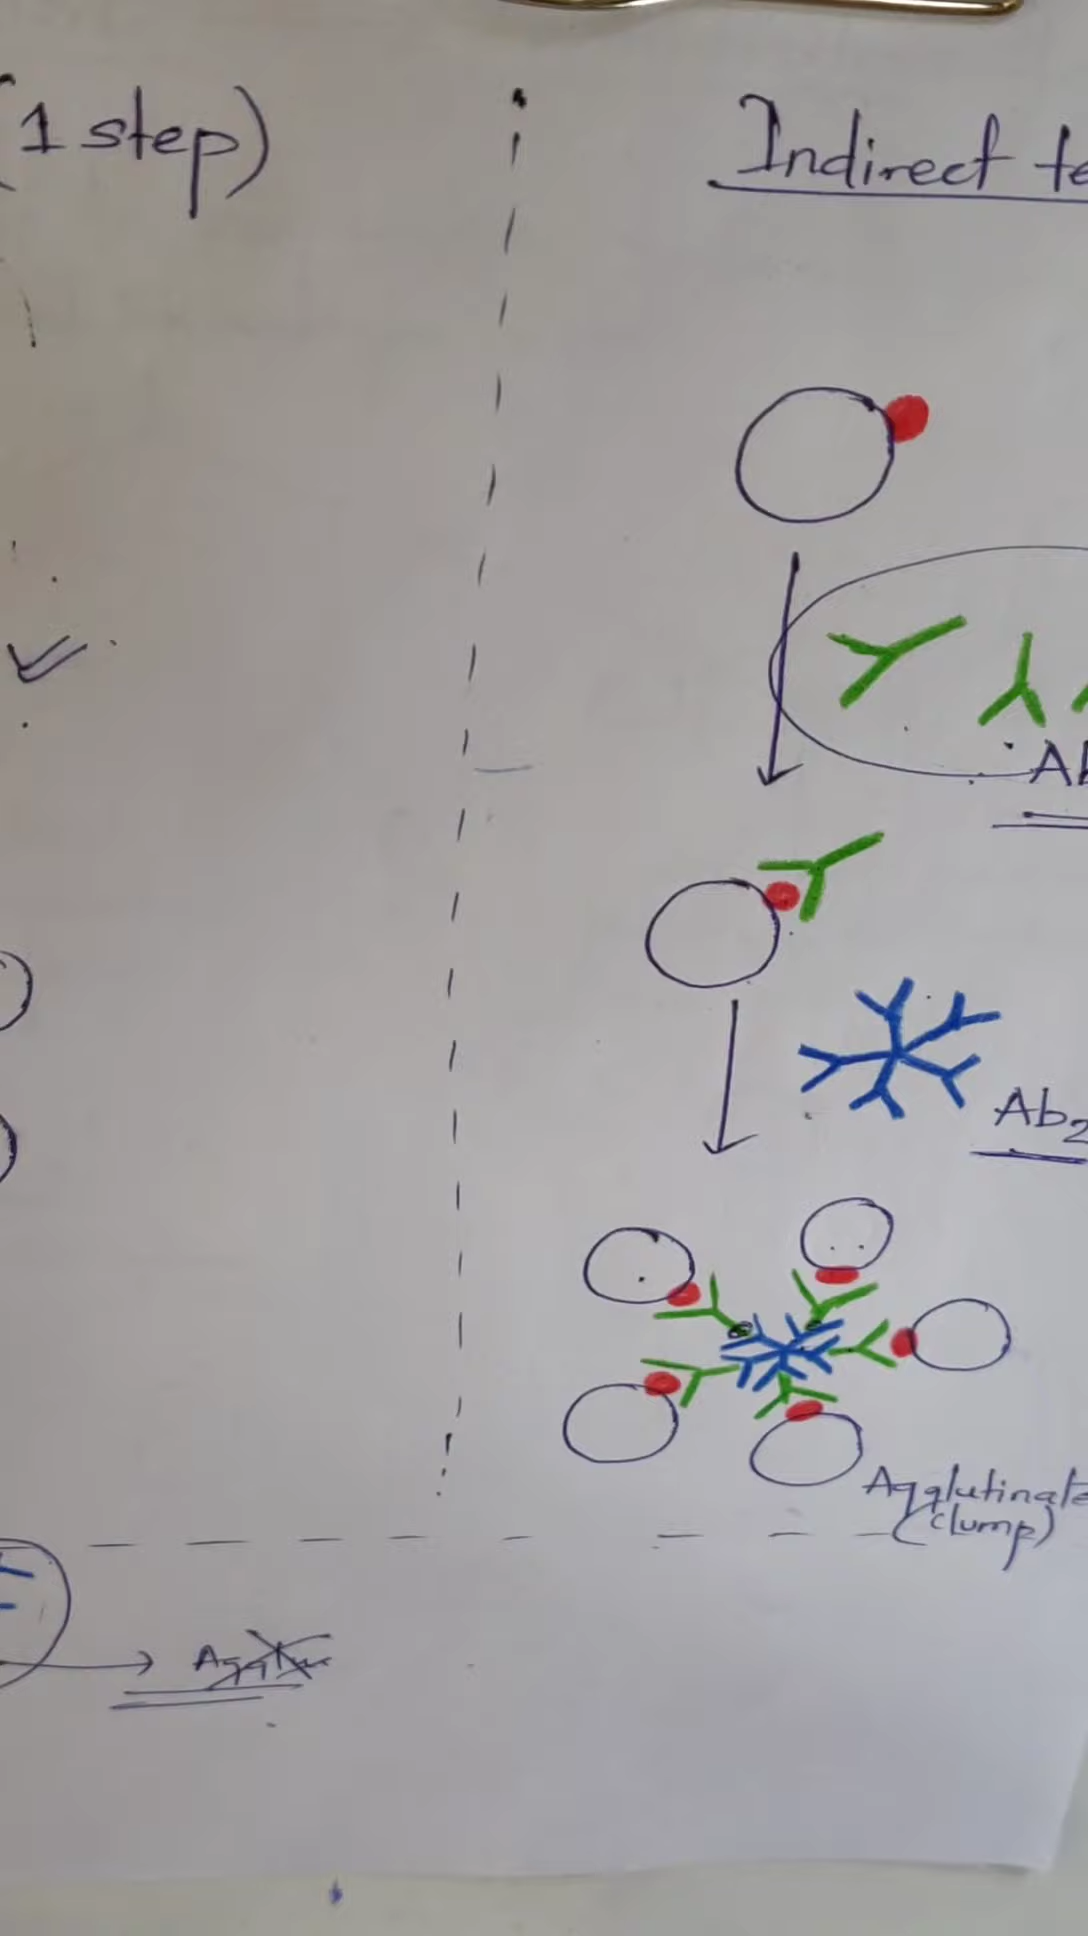 (1 step)
Indirect te
Ab
Ab2
Agglutinate
(clump)